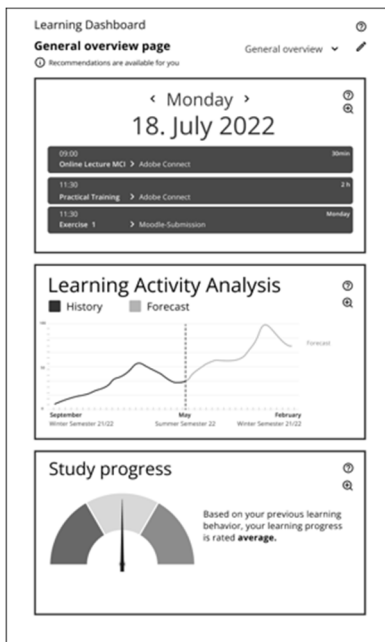 Learning Dashboard
General overview page
General overview
Recommendations are available for you
< Monday >
18. July 2022
09:00 30min
Online Lecture MCI > Adobe Connect
11:30 2 h
Practical Training > Adobe Connect
11:30 Monday
Exercise 1 > Moodle-Submission
Learning Activity Analysis
History Forecast
100
Forecast
50
0
September May February
Winter Semester 21/22 Summer Semester 22 Winter Semester 21/22
Study progress
Based on your previous learning
behavior, your learning progress
is rated average.